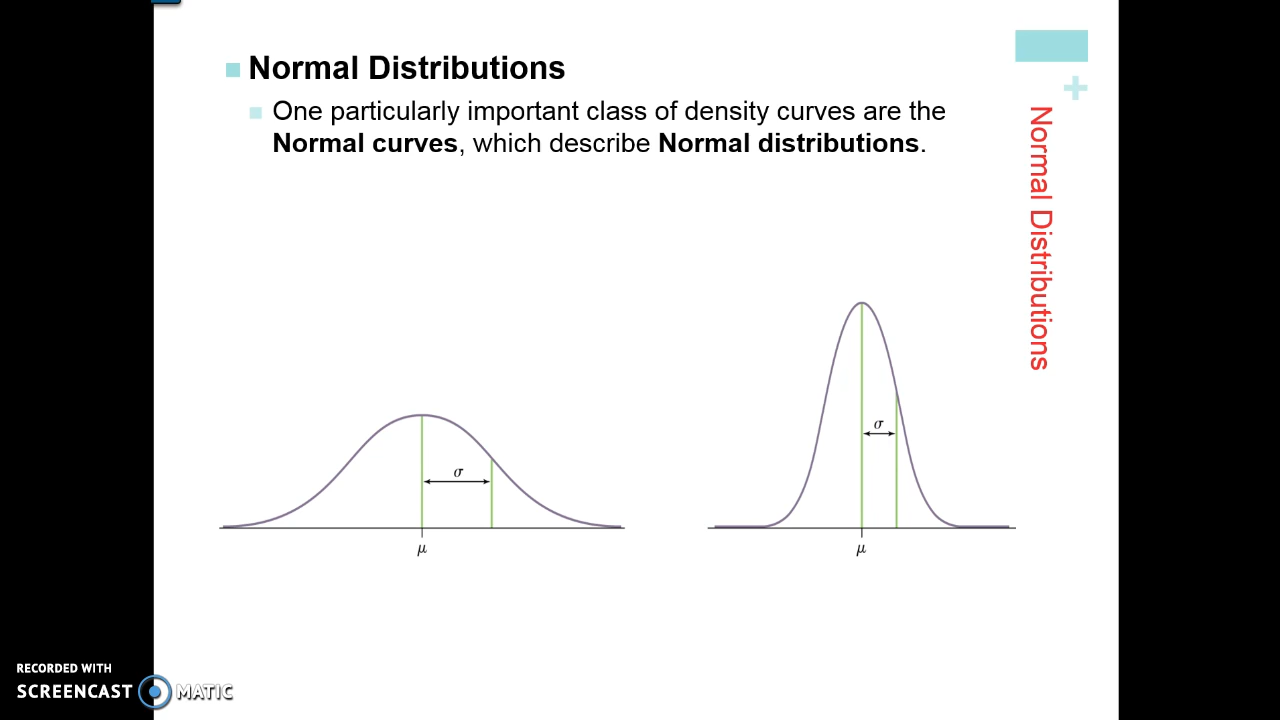 Normal Distributions
One particularly important class of density curves are the
Normal curves, which describe Normal distributions.
Normal Distributions
σ
μ
σ
μ
RECORDED WITH
SCREENCAST MATIC